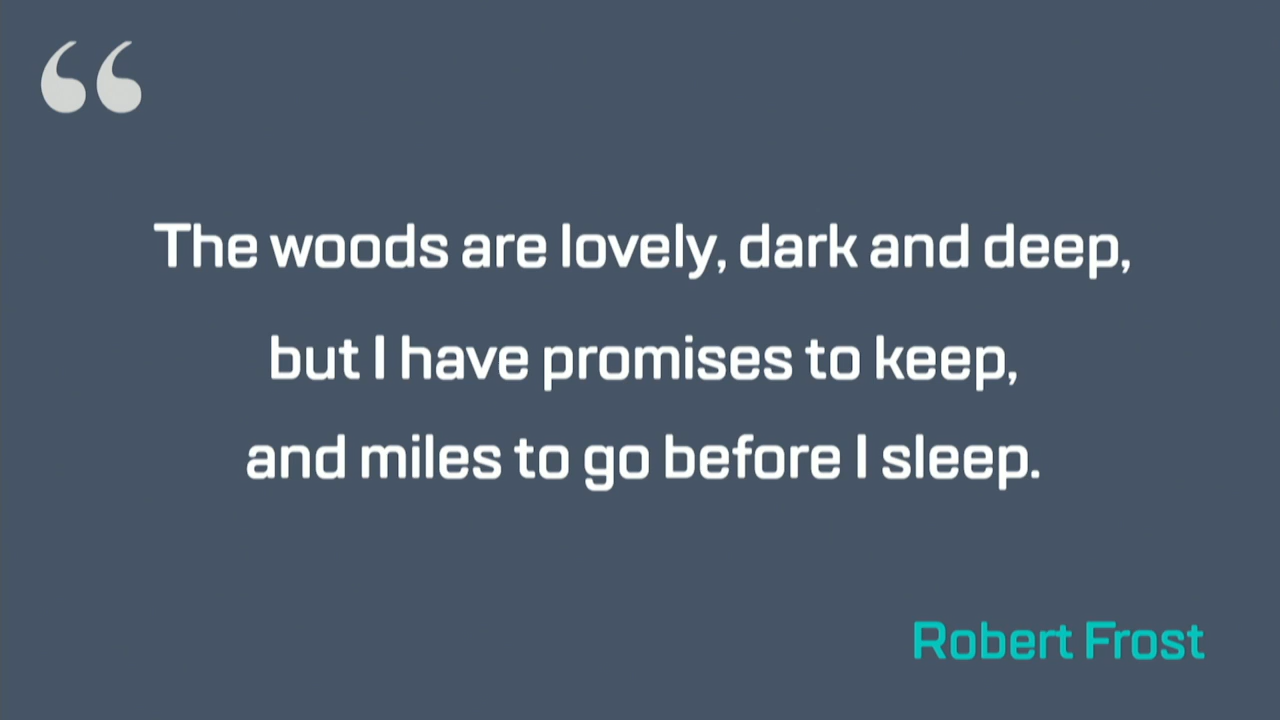 “
The woods are lovely, dark and deep,
but I have promises to keep,
and miles to go before I sleep.
Robert Frost